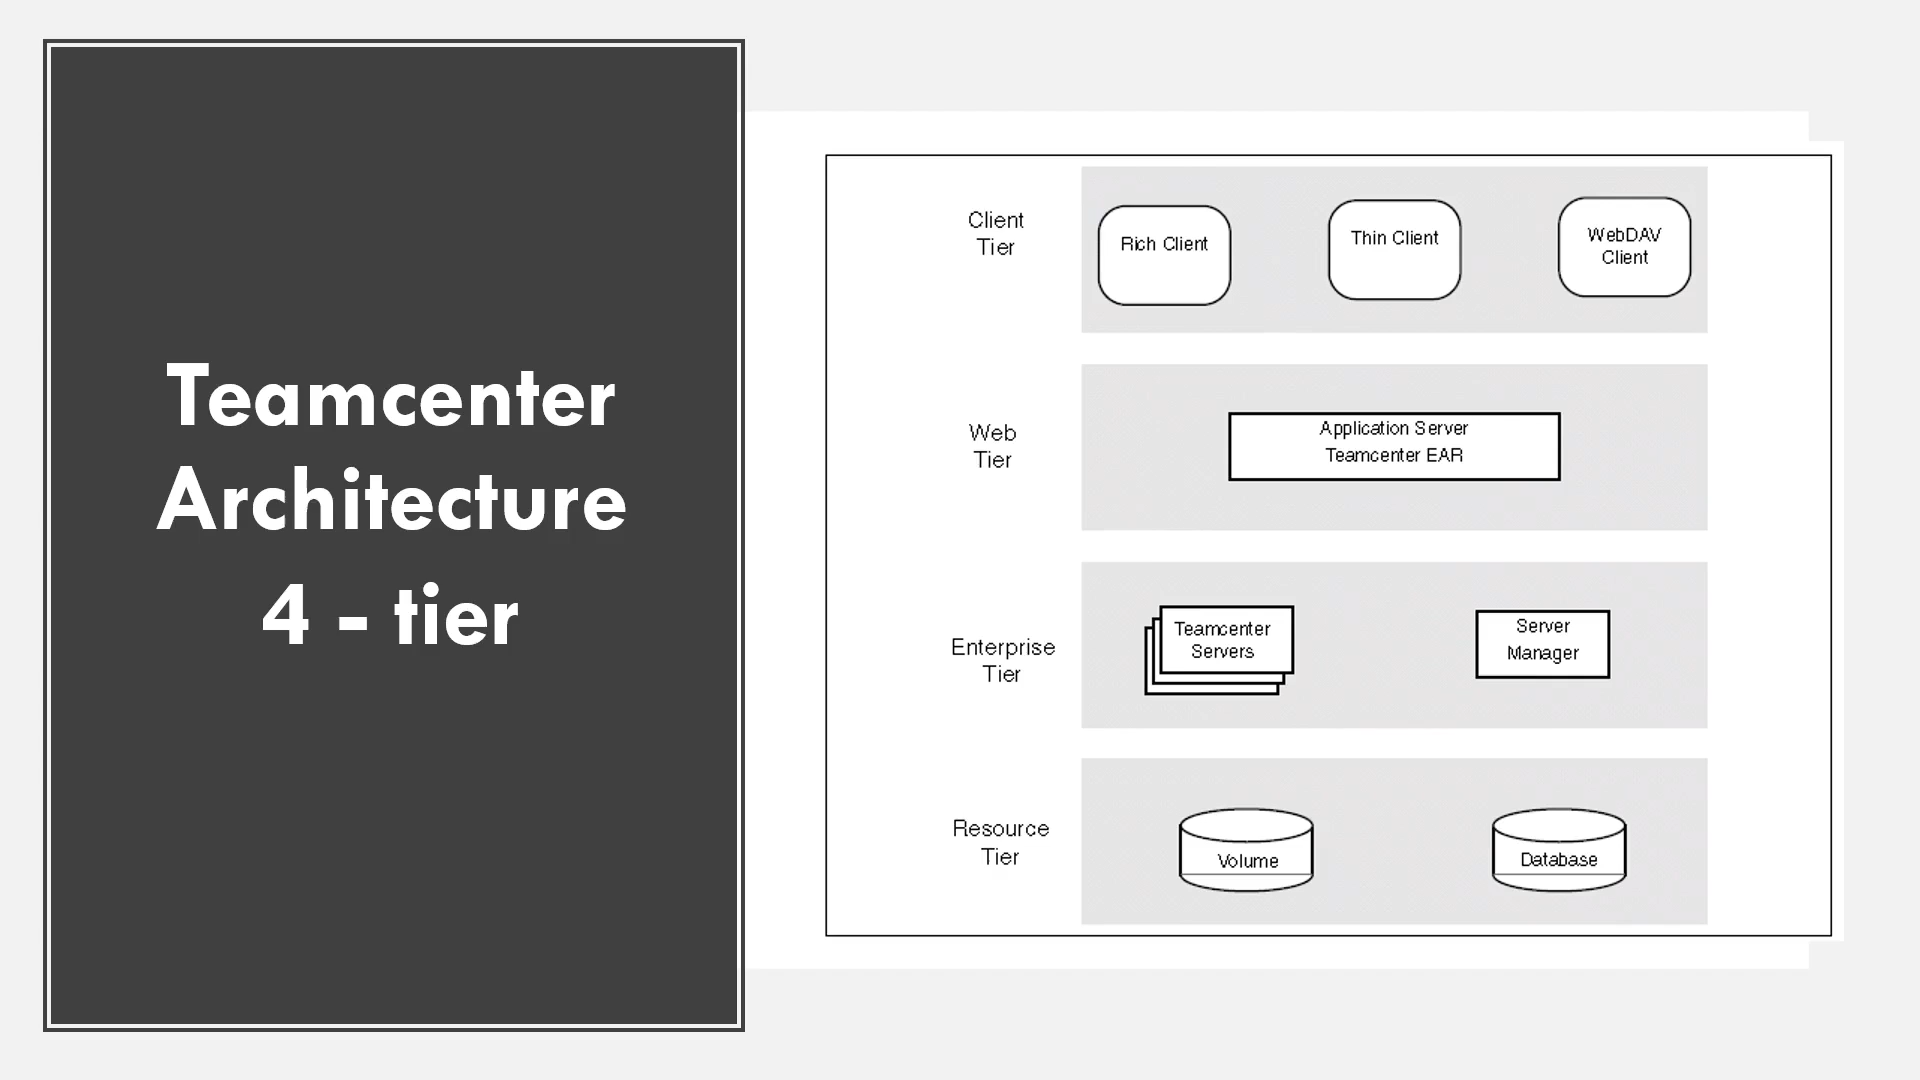 Teamcenter
Architecture
4 - tier
Client
Tier
Rich Client
Thin Client
WebDAV
Client
Web
Tier
Application Server
Teamcenter EAR
Enterprise
Tier
Teamcenter
Servers
Server
Manager
Resource
Tier
Volume
Database